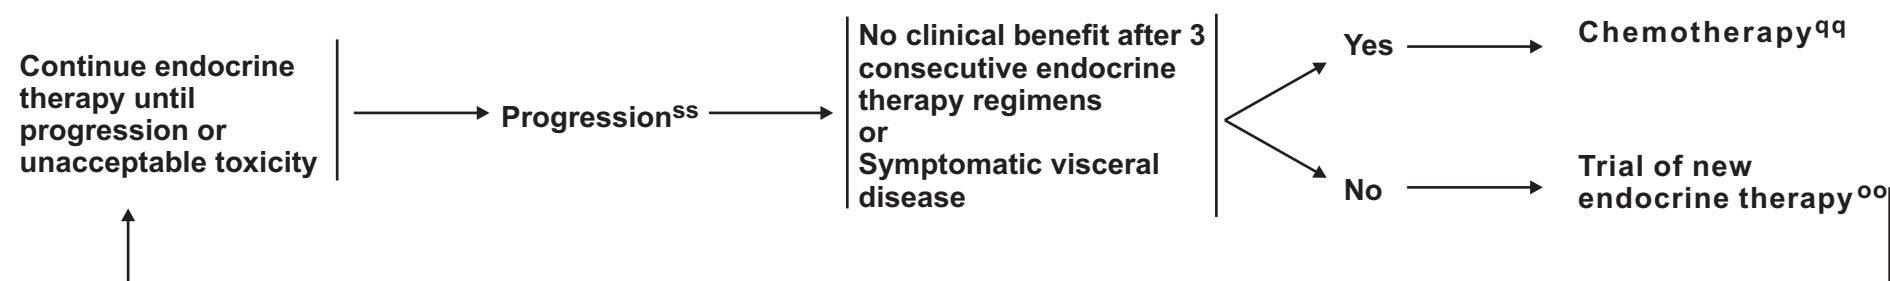 Continue endocrine
therapy until
progression or
unacceptable toxicity
Progressionss
No clinical benefit after 3
consecutive endocrine
therapy regimens
or
Symptomatic visceral
disease
Yes
Chemotherapyqq
No
Trial of new
endocrine therapyoo